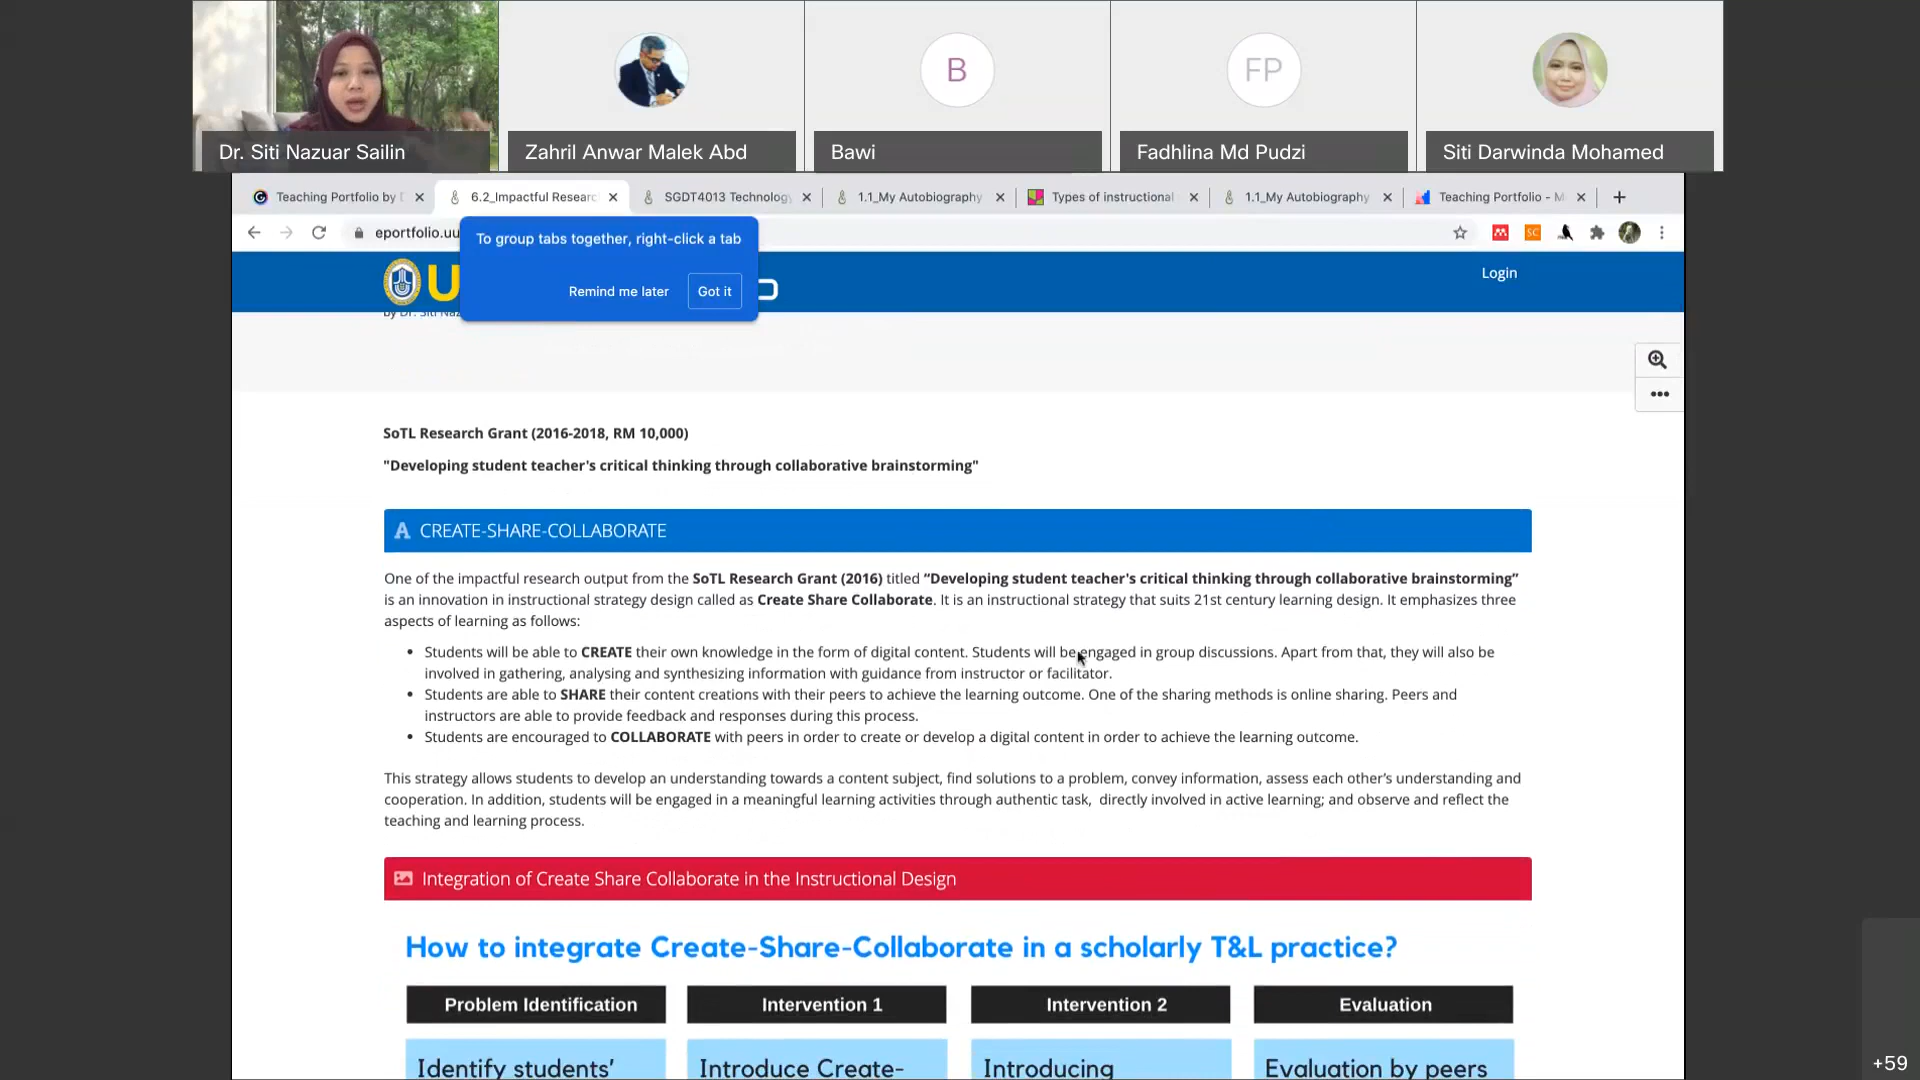 B
FP
Dr. Siti Nazuar Sailin
Zahril Anwar Malek Abd
Bawi
Fadhlina Md Pudzi
Siti Darwinda Mohamed
Teaching Portfolio by
6.2_Impactful Researc
SGDT4013 Technology
1.1_My Autobiography
Types of instructional
1.1_My Autobiography
Teaching Portfolio - M
eportfolio.uu
To group tabs together, right-click a tab
Remind me later
Got it
U
Login
by Dr. Siti Naz
SoTL Research Grant (2016-2018, RM 10,000)
"Developing student teacher's critical thinking through collaborative brainstorming"
CREATE-SHARE-COLLABORATE
One of the impactful research output from the SoTL Research Grant (2016) titled “Developing student teacher's critical thinking through collaborative brainstorming”
is an innovation in instructional strategy design called as Create Share Collaborate. It is an instructional strategy that suits 21st century learning design. It emphasizes three
aspects of learning as follows:
• Students will be able to CREATE their own knowledge in the form of digital content. Students will be engaged in group discussions. Apart from that, they will also be
involved in gathering, analysing and synthesizing information with guidance from instructor or facilitator.
• Students are able to SHARE their content creations with their peers to achieve the learning outcome. One of the sharing methods is online sharing. Peers and
instructors are able to provide feedback and responses during this process.
• Students are encouraged to COLLABORATE with peers in order to create or develop a digital content in order to achieve the learning outcome.
This strategy allows students to develop an understanding towards a content subject, find solutions to a problem, convey information, assess each other's understanding and
cooperation. In addition, students will be engaged in a meaningful learning activities through authentic task, directly involved in active learning; and observe and reflect the
teaching and learning process.
Integration of Create Share Collaborate in the Instructional Design
How to integrate Create-Share-Collaborate in a scholarly T&L practice?
Problem Identification
Intervention 1
Intervention 2
Evaluation
Identify students’
Introduce Create-
Introducing
Evaluation by peers
+59